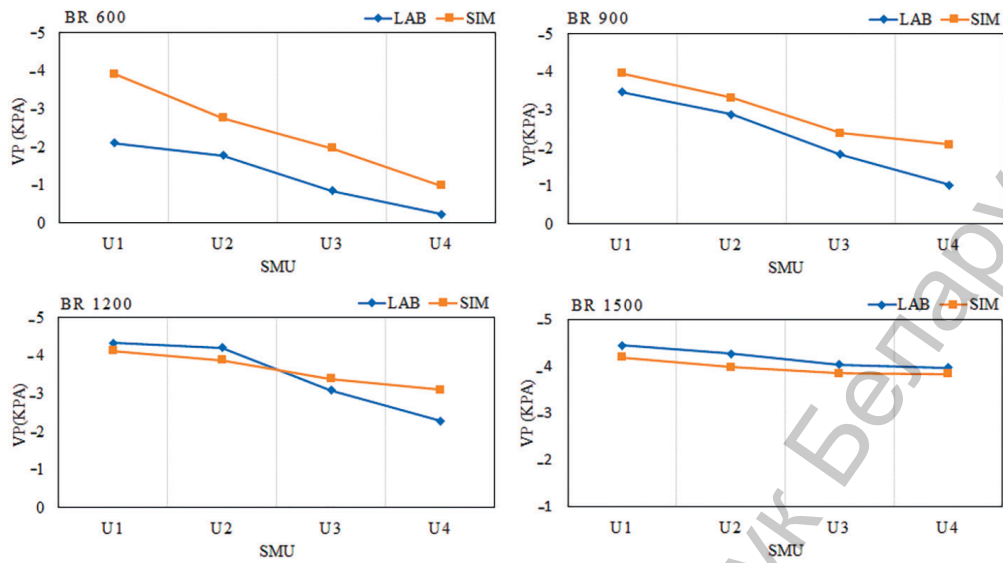 BR 600
LAB SIM
-5
-4
-3
-2
-1
0
VP (KPA)
U1 U2 U3 U4
SMU
BR 900
LAB SIM
-5
-4
-3
-2
-1
0
VP(KPA)
U1 U2 U3 U4
SMU
BR 1200
LAB SIM
-5
-4
-3
-2
-1
0
VP(KPA)
U1 U2 U3 U4
SMU
BR 1500
LAB SIM
-5
-4
-3
-2
-1
VP (KPA)
U1 U2 U3 U4
SMU
ук Белару